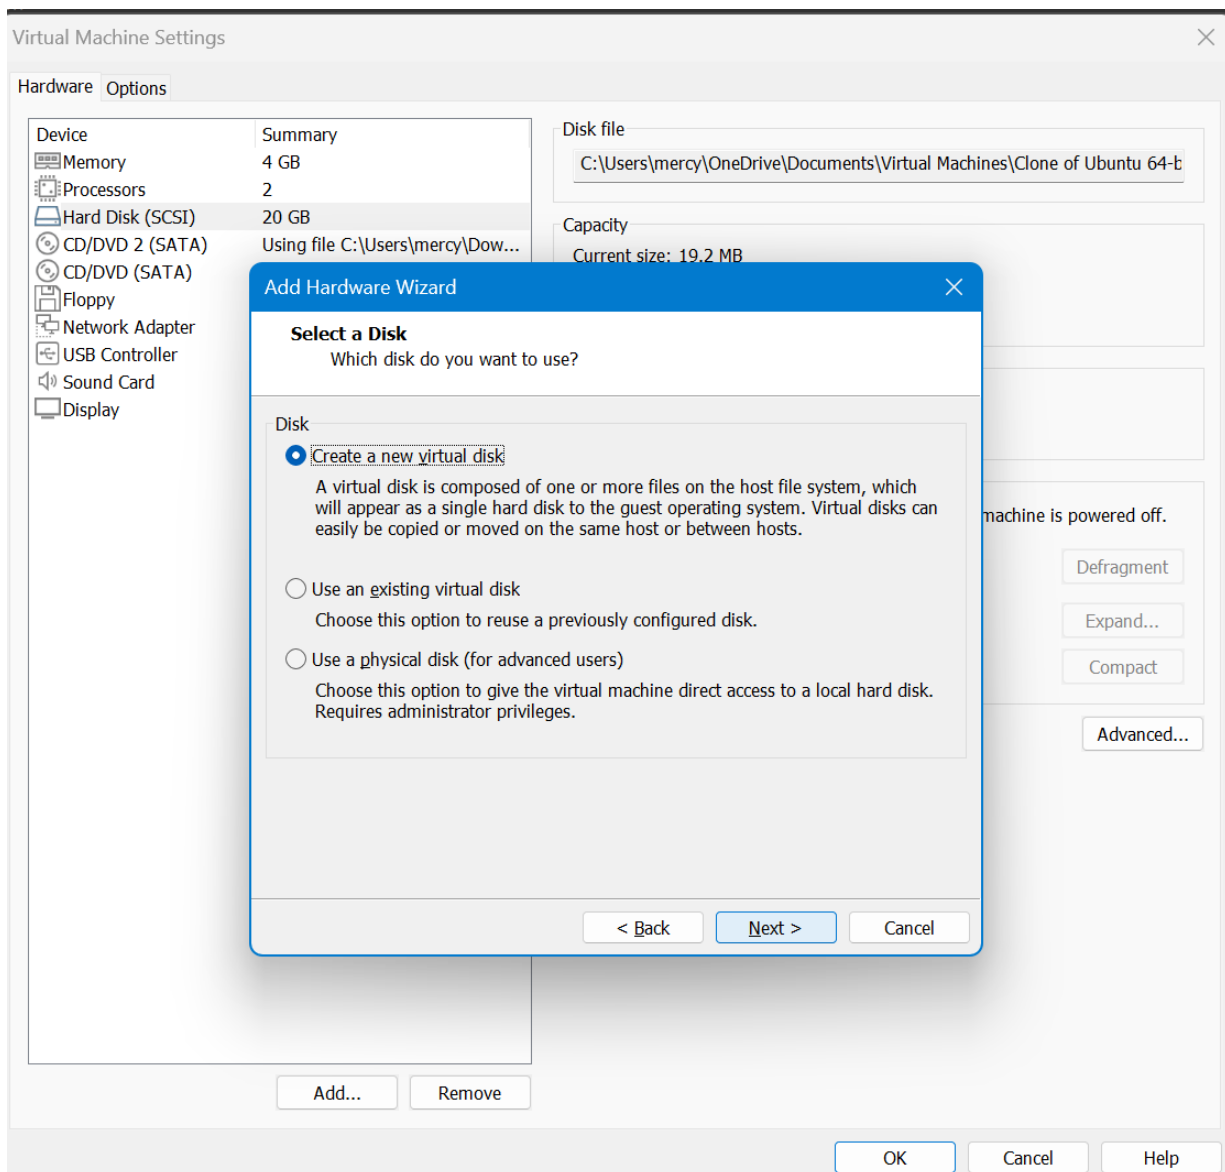 Virtual Machine Settings
Hardware Options
Device Summary
Memory 4 GB
Processors 2
Hard Disk (SCSI) 20 GB
CD/DVD 2 (SATA) Using file C:\Users\mercy\Dow...
CD/DVD (SATA)
Floppy
Network Adapter
USB Controller
Sound Card
Display
Add... Remove
Disk file
C:\Users\mercy\OneDrive\Documents\Virtual Machines\Clone of Ubuntu 64-b
Capacity
Current size: 19.2 MB
machine is powered off.
Defragment
Expand...
Compact
Advanced...
Add Hardware Wizard
Select a Disk
Which disk do you want to use?
Disk
Create a new virtual disk
A virtual disk is composed of one or more files on the host file system, which
will appear as a single hard disk to the guest operating system. Virtual disks can
easily be copied or moved on the same host or between hosts.
Use an existing virtual disk
Choose this option to reuse a previously configured disk.
Use a physical disk (for advanced users)
Choose this option to give the virtual machine direct access to a local hard disk.
Requires administrator privileges.
< Back Next > Cancel
OK Cancel Help